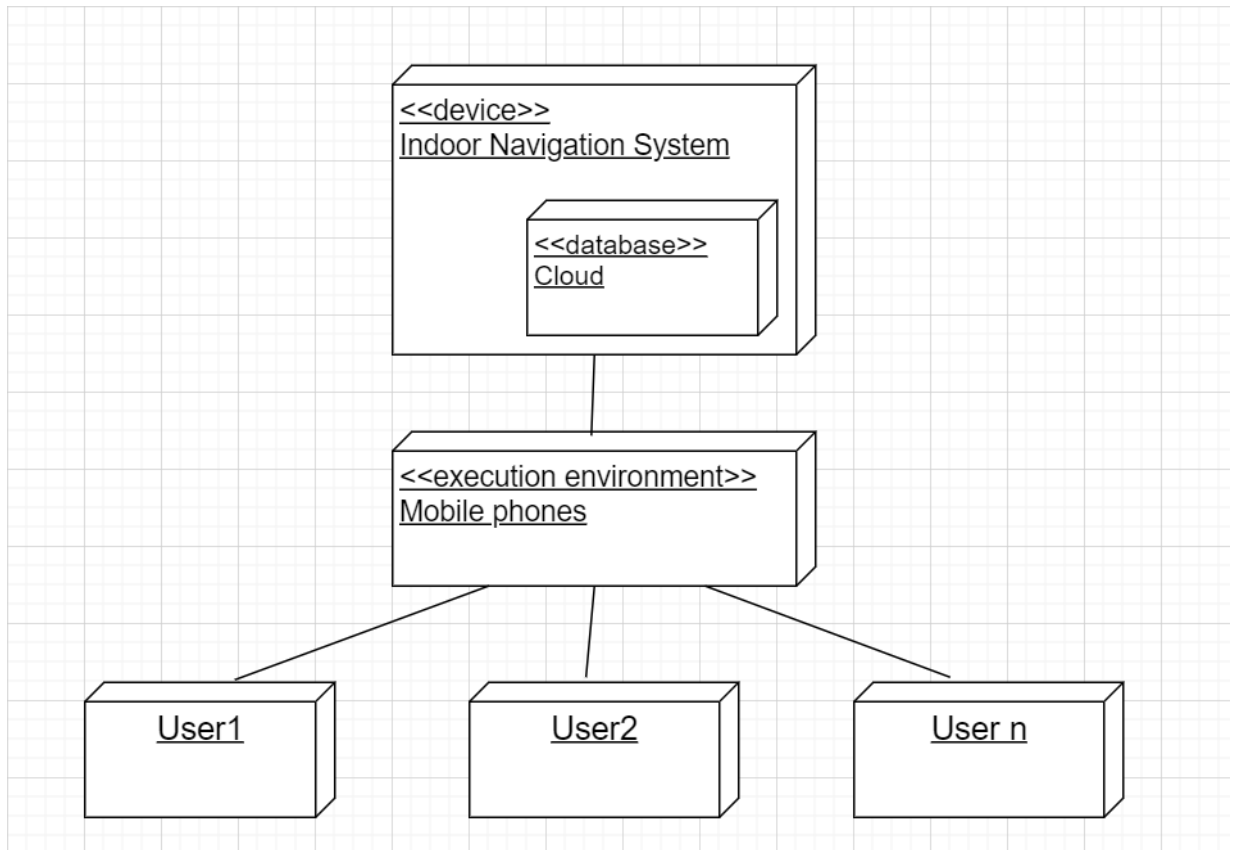 <<device>>
Indoor Navigation System
<<database>>
Cloud
<<execution environment>>
Mobile phones
User1
User2
User n